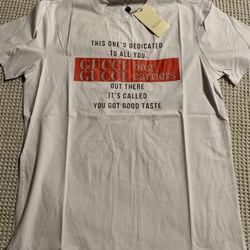 THIS ONE'S DEDICATED
TO ALL YOU
GUCCI bag
GUCCI carriers
OUT THERE
IT'S CALLED
YOU GOT GOOD TASTE